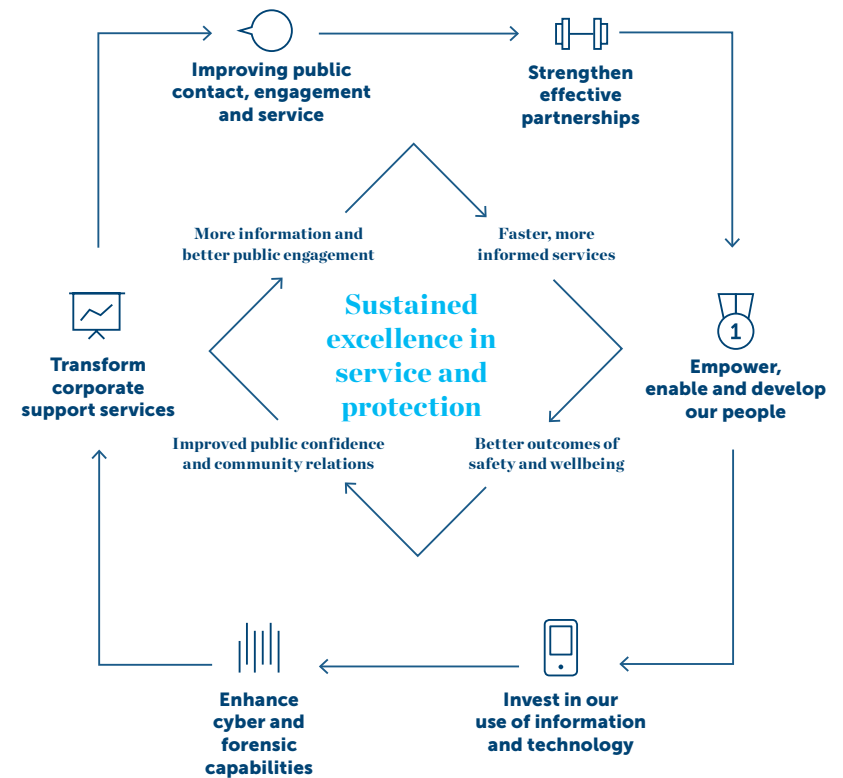 Improving public
contact, engagement
and service
Strengthen
effective
partnerships
More information and
better public engagement
Faster, more
informed services
Sustained
excellence in
service and
protection
Transform
corporate
support services
1
Empower,
enable and develop
our people
Improved public confidence
and community relations
Better outcomes of
safety and wellbeing
Enhance
cyber and
forensic
capabilities
Invest in our
use of information
and technology